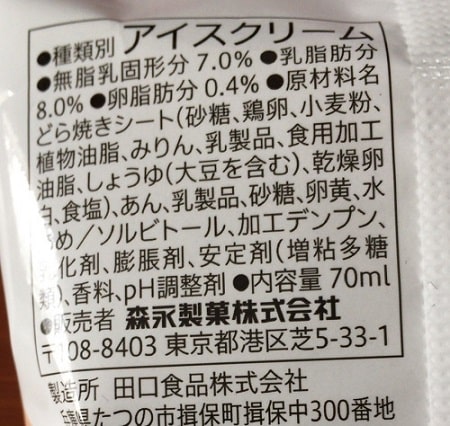 ●種類別 アイスクリーム
●無脂乳固形分 7.0% ●乳脂肪分
8.0% ●卵脂肪分 0.4% ●原材料名
どら焼きシート(砂糖、鶏卵、小麦粉、
植物油脂、みりん、乳製品、食用加工
油脂、しょうゆ(大豆を含む)、乾燥卵
白、食塩)、あん、乳製品、砂糖、卵黄、水
あめ／ソルビトール、加工デンプン、
乳化剤、膨脹剤、安定剤(増粘多糖
類)、香料、pH調整剤 ●内容量 70ml
●販売者 森永製菓株式会社
〒108-8403 東京都港区芝5-33-1
製造所 田口食品株式会社
兵庫県たつの市揖保町揖保中300番地